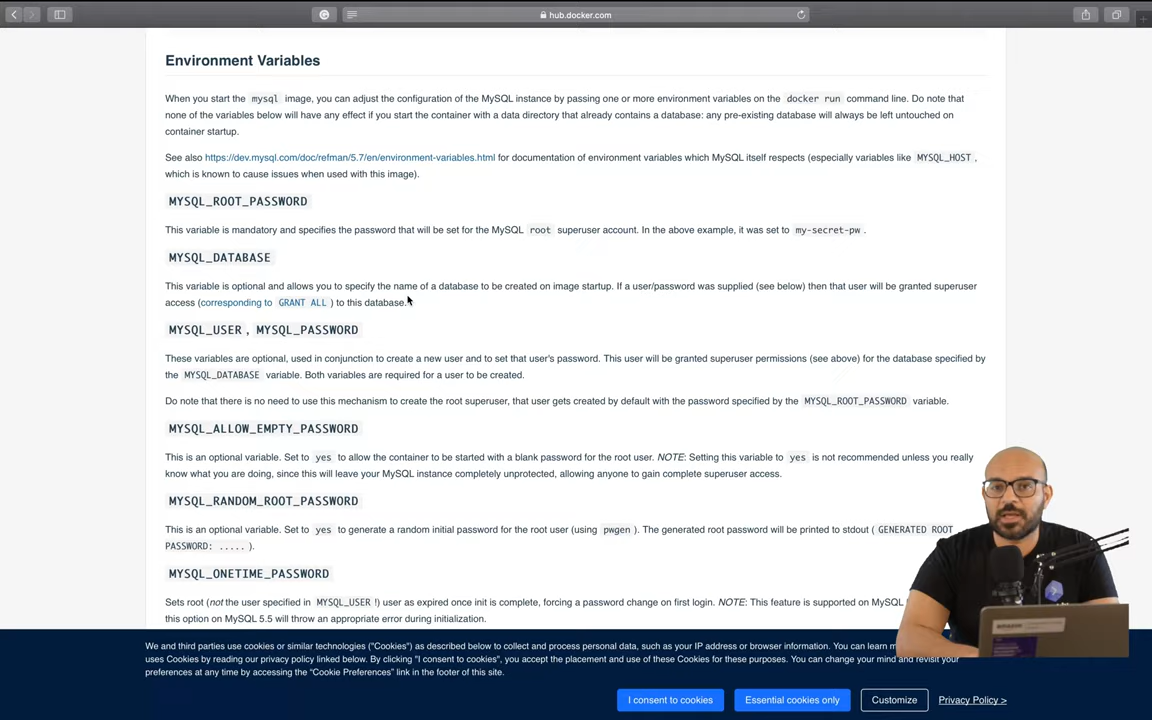 hub.docker.com
Environment Variables
When you start the mysql image, you can adjust the configuration of the MySQL instance by passing one or more environment variables on the docker run command line. Do note that
none of the variables below will have any effect if you start the container with a data directory that already contains a database: any pre-existing database will always be left untouched on
container startup.
See also https://dev.mysql.com/doc/refman/5.7/en/environment-variables.html for documentation of environment variables which MySQL itself respects (especially variables like MYSQL_HOST,
which is known to cause issues when used with this image).
MYSQL_ROOT_PASSWORD
This variable is mandatory and specifies the password that will be set for the MySQL root superuser account. In the above example, it was set to my-secret-pw.
MYSQL_DATABASE
This variable is optional and allows you to specify the name of a database to be created on image startup. If a user/password was supplied (see below) then that user will be granted superuser
access (corresponding to GRANT ALL) to this database.
MYSQL_USER, MYSQL_PASSWORD
These variables are optional, used in conjunction to create a new user and to set that user's password. This user will be granted superuser permissions (see above) for the database specified by
the MYSQL_DATABASE variable. Both variables are required for a user to be created.
Do note that there is no need to use this mechanism to create the root superuser, that user gets created by default with the password specified by the MYSQL_ROOT_PASSWORD variable.
MYSQL_ALLOW_EMPTY_PASSWORD
This is an optional variable. Set to yes to allow the container to be started with a blank password for the root user. NOTE: Setting this variable to yes is not recommended unless you really
know what you are doing, since this will leave your MySQL instance completely unprotected, allowing anyone to gain complete superuser access.
MYSQL_RANDOM_ROOT_PASSWORD
This is an optional variable. Set to yes to generate a random initial password for the root user (using pwgen). The generated root password will be printed to stdout (GENERATED ROOT
PASSWORD: .....).
MYSQL_ONETIME_PASSWORD
Sets root (not the user specified in MYSQL_USER!) user as expired once init is complete, forcing a password change on first login. NOTE: This feature is supported on MySQL
this option on MySQL 5.5 will throw an appropriate error during initialization.
We and third parties use cookies or similar technologies ("Cookies") as described below to collect and process personal data, such as your IP address or browser information. You can learn
uses Cookies by reading our privacy policy linked below. By clicking "I consent to cookies", you accept the placement and use of these Cookies for these purposes. You can change your mind and revisit your
preferences at any time by accessing the "Cookie Preferences" link in the footer of this site.
I consent to cookies Essential cookies only Customize Privacy Policy >